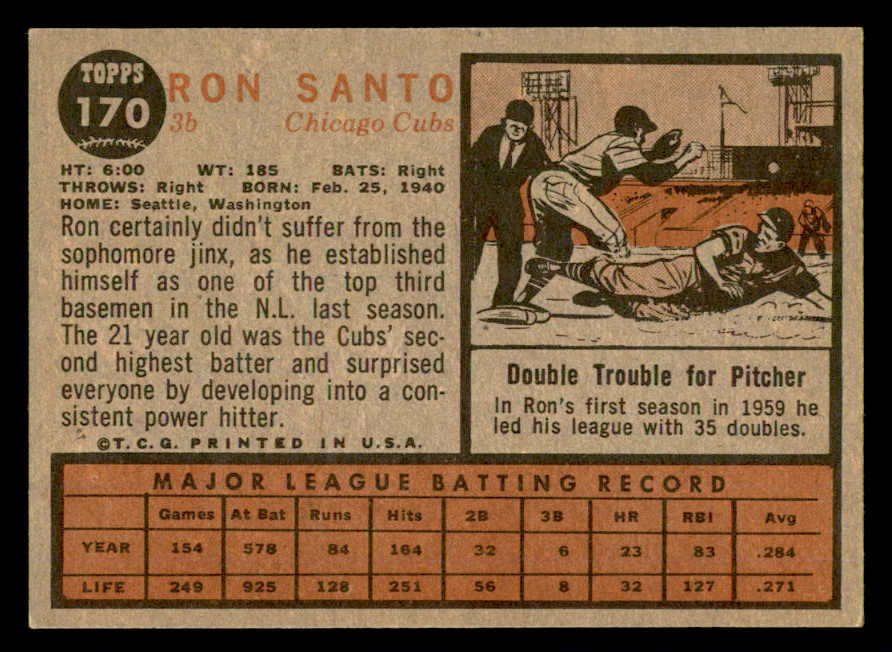 TOPPS
170
RON SANTO
3b Chicago Cubs
HT: 6:00 WT: 185 BATS: Right
THROWS: Right BORN: Feb. 25, 1940
HOME: Seattle, Washington
Ron certainly didn't suffer from the
sophomore jinx, as he established
himself as one of the top third
basemen in the N.L. last season.
The 21 year old was the Cubs' sec-
ond highest batter and surprised
everyone by developing into a con-
sistent power hitter.
©T.C.G. PRINTED IN U.S.A.
Double Trouble for Pitcher
In Ron's first season in 1959 he
led his league with 35 doubles.
MAJOR LEAGUE BATTING RECORD
Games At Bat Runs Hits 2B 3B HR RBI Avg
YEAR 154 578 84 164 32 6 23 83 .284
LIFE 249 925 128 251 56 8 32 127 .271